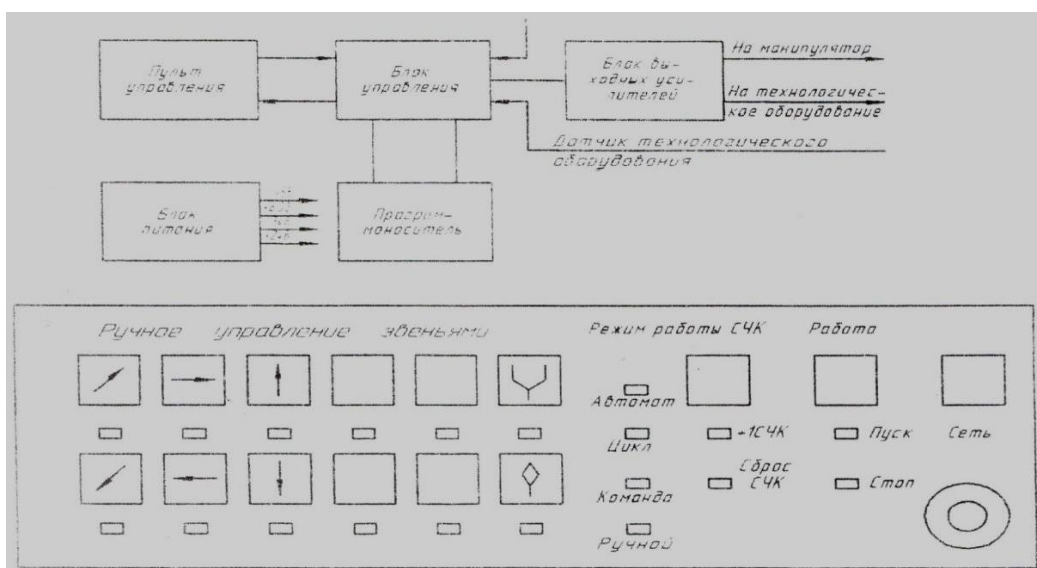 Пульт
управления
Блок
управления
Блок вы-
ходных уси-
лителей
На манипулятор
На технологичес-
кое оборудование
Датчик технологического
оборудования
Блок
питания
Програм-
моноситель
Ручное управление звеньями
Режим работы СЧК
Работа
Автомат
Цикл
+1СЧК
Пуск
Сеть
Команда
Сброс
СЧК
Стоп
Ручной